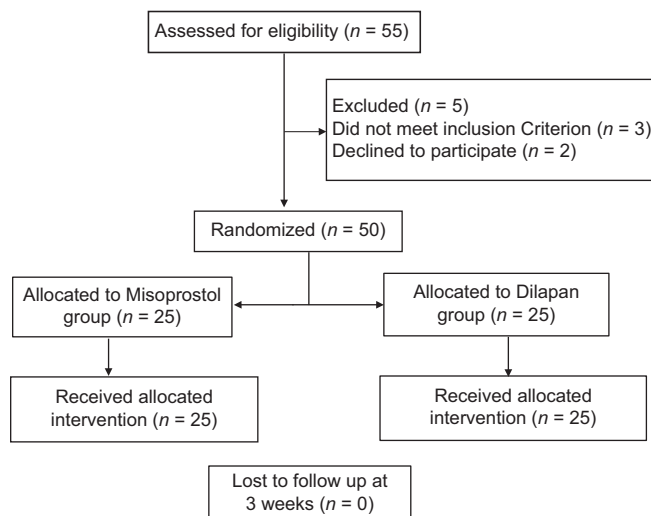 Assessed for eligibility (n = 55)
Excluded (n = 5)
Did not meet inclusion Criterion (n = 3)
Declined to participate (n = 2)
Randomized (n = 50)
Allocated to Misoprostol
group (n = 25)
Allocated to Dilapan
group (n = 25)
Received allocated
intervention (n = 25)
Received allocated
intervention (n = 25)
Lost to follow up at
3 weeks (n = 0)